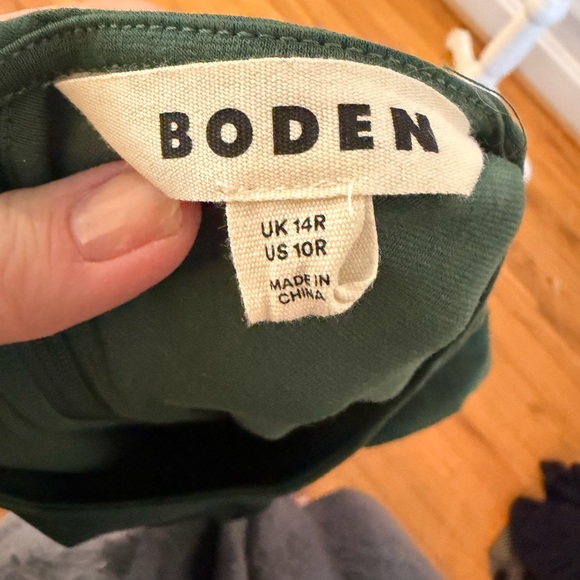 BODEN
UK 14R
US 10R
MADE IN
CHINA